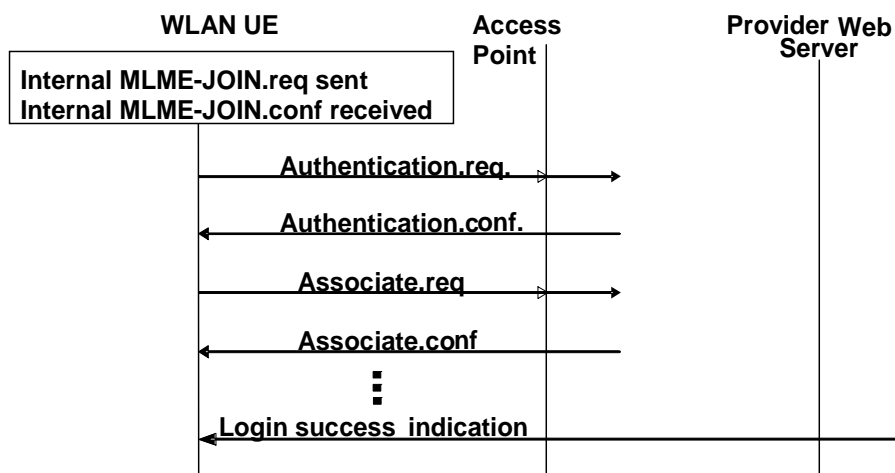 WLAN UE
Access
Point
Provider Web
Server
Internal MLME-JOIN.req sent
Internal MLME-JOIN.conf received
Authentication.req.
Authentication.conf.
Associate.req
Associate.conf
Login success indication